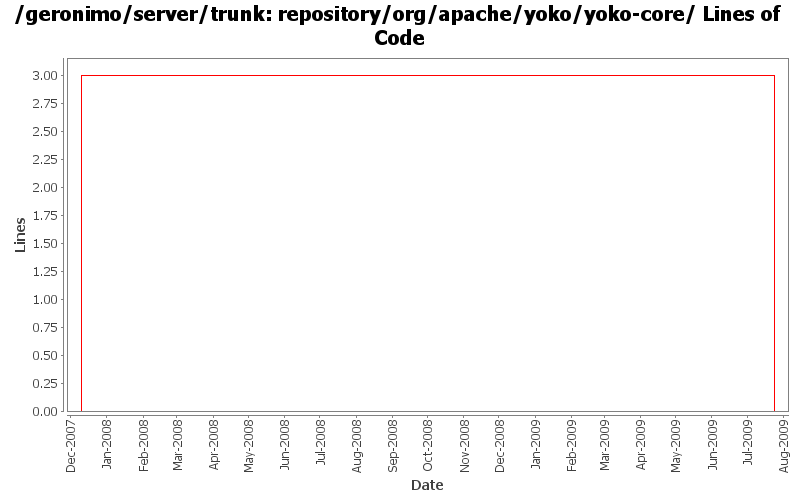 /geronimo/server/trunk: repository/org/apache/yoko/yoko-core/ Lines of
Code
3.00
2.75
2.50
2.25
2.00
1.75
1.50
1.25
1.00
0.75
0.50
0.25
0.00
Lines
Dec-2007
Jan-2008
Feb-2008
Mar-2008
Apr-2008
May-2008
Jun-2008
Jul-2008
Aug-2008
Sep-2008
Oct-2008
Nov-2008
Dec-2008
Jan-2009
Feb-2009
Mar-2009
Apr-2009
May-2009
Jun-2009
Jul-2009
Aug-2009
Date